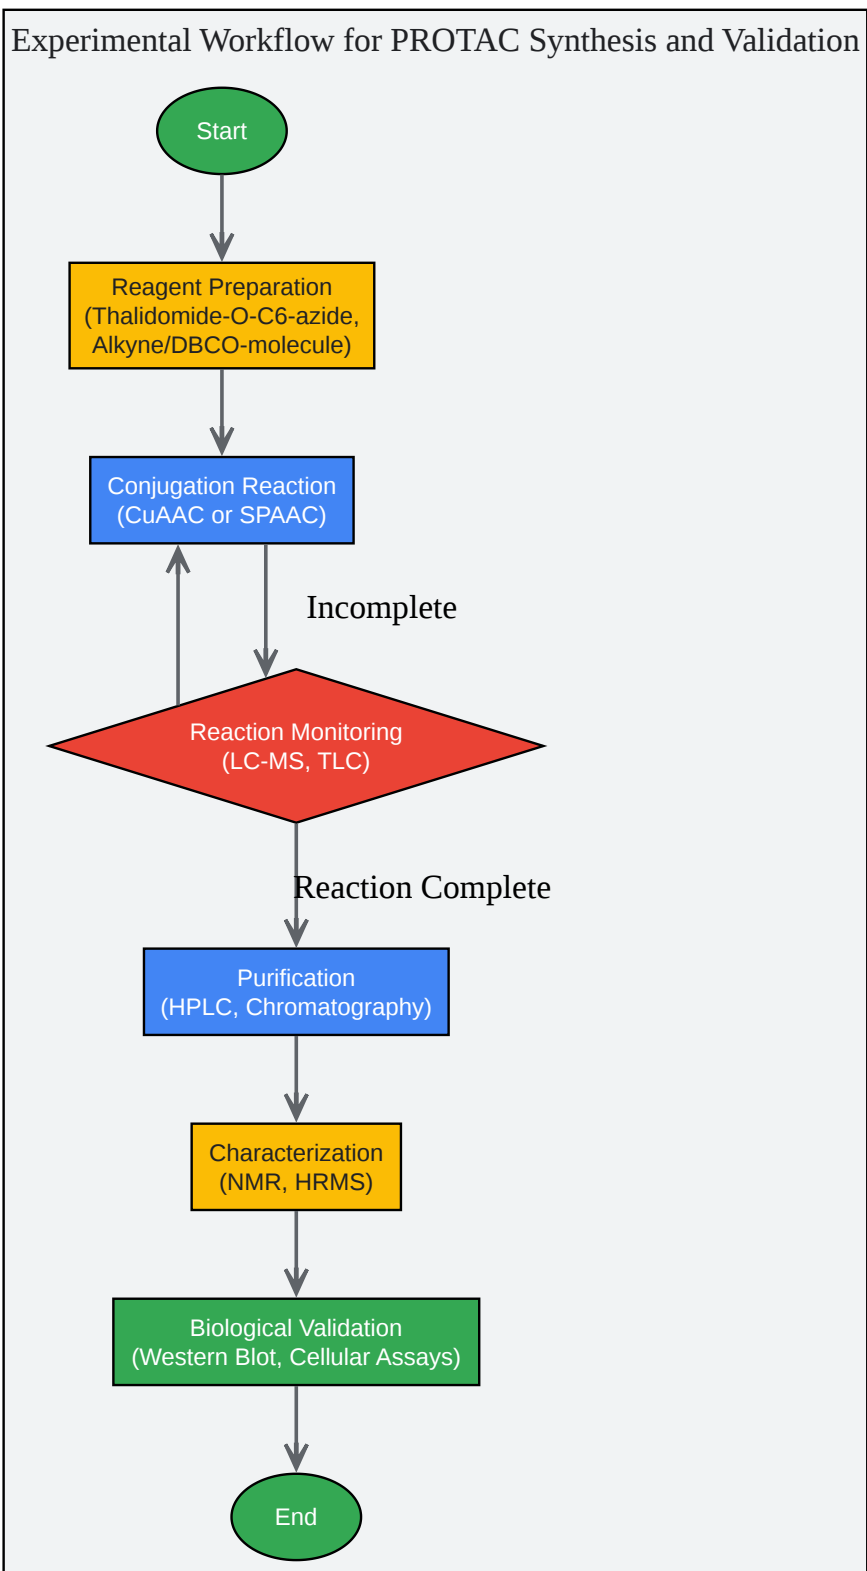 Experimental Workflow for PROTAC Synthesis and Validation
Start
Reagent Preparation
(Thalidomide-O-C6-azide,
Alkyne/DBCO-molecule)
Conjugation Reaction
(CuAAC or SPAAC)
Incomplete
Reaction Monitoring
(LC-MS, TLC)
Reaction Complete
Purification
(HPLC, Chromatography)
Characterization
(NMR, HRMS)
Biological Validation
(Western Blot, Cellular Assays)
End